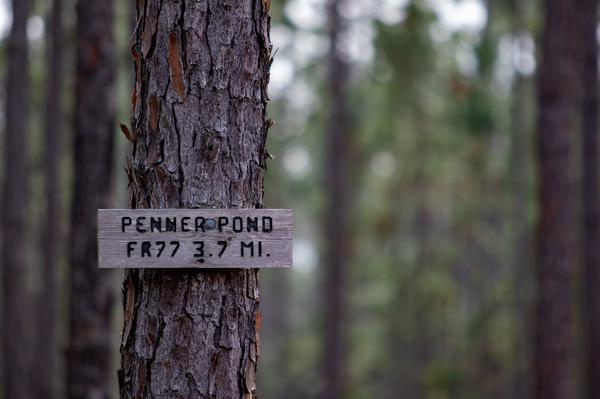 PENNER POND
FR77 3.7 MI.